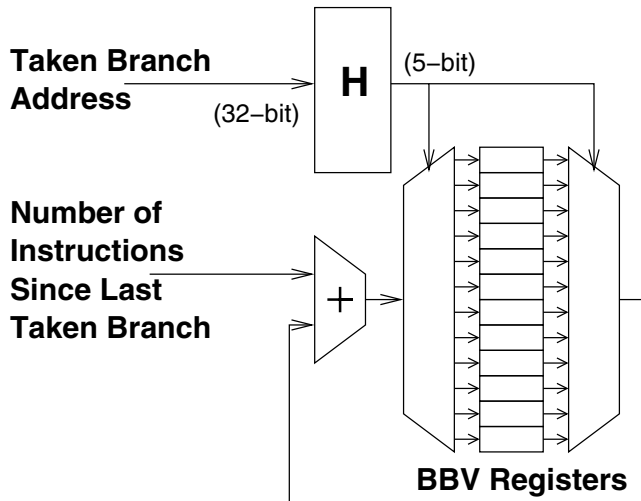 Taken Branch
Address
(32−bit)
H
(5−bit)
Number of
Instructions
Since Last
Taken Branch
+
BBV Registers